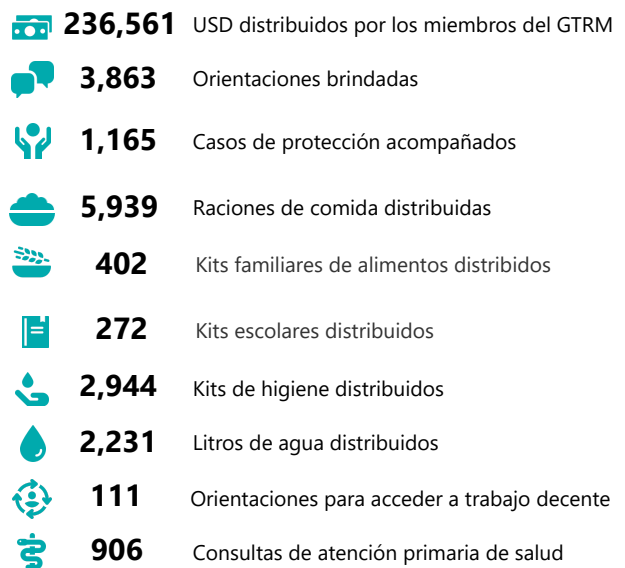 236,561 USD distribuidos por los miembros del GTRM
3,863 Orientaciones brindadas
1,165 Casos de protección acompañados
5,939 Raciones de comida distribuidas
402 Kits familiares de alimentos distribidos
272 Kits escolares distribuidos
2,944 Kits de higiene distribuidos
2,231 Litros de agua distribuidos
111 Orientaciones para acceder a trabajo decente
906 Consultas de atención primaria de salud